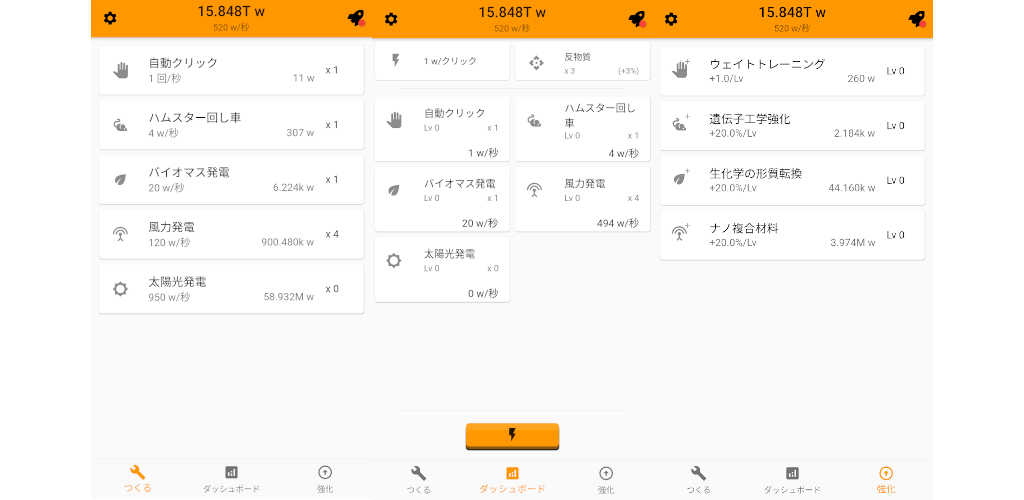 15.848T w
520 w/秒
自動クリック
1 回/秒
11 w
x 1
ハムスター回し車
4 w/秒
307 w
x 1
バイオマス発電
20 w/秒
6.224k w
x 1
風力発電
120 w/秒
900.480k w
x 4
太陽光発電
950 w/秒
58.932M w
x 0
つくる
ダッシュボード
強化
15.848T w
520 w/秒
1 w/クリック
反物質
x 3
(+3%)
自動クリック
Lv 0
x 1
1 w/秒
ハムスター回し
車
Lv 0
x 1
4 w/秒
バイオマス発電
Lv 0
x 1
20 w/秒
風力発電
Lv 0
x 4
494 w/秒
太陽光発電
Lv 0
x 0
0 w/秒
つくる
ダッシュボード
強化
15.848T w
520 w/秒
ウェイトトレーニング
+1.0/Lv
260 w
Lv 0
遺伝子工学強化
+20.0%/Lv
2.184k w
Lv 0
生化学の形質転換
+20.0%/Lv
44.160k w
Lv 0
ナノ複合材料
+20.0%/Lv
3.974M w
Lv 0
つくる
ダッシュボード
強化